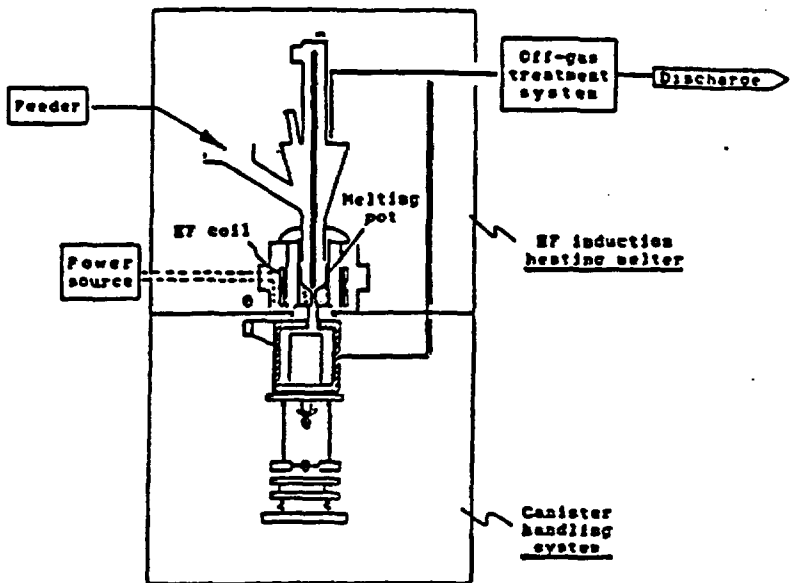 Off-gas
treatment
system
Discharge
Feeder
Melting
pot
HF coil
Power
source
HF induction
heating melter
Canister
handling
system